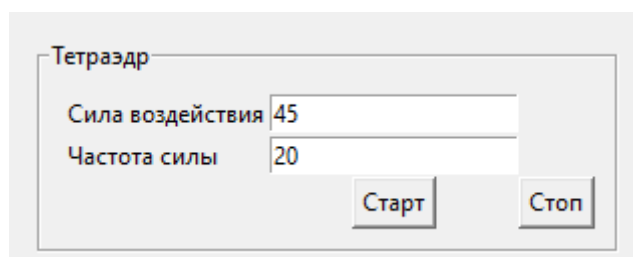 Тетраэдр
Сила воздействия 45
Частота силы 20
Старт Стоп